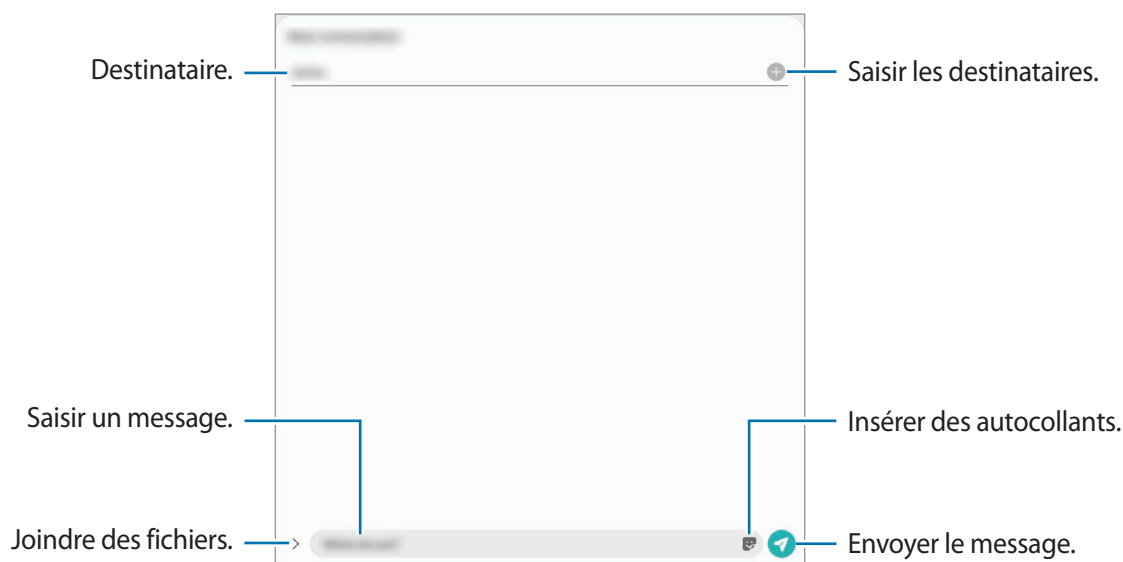 Destinataire.
Saisir les destinataires.
Saisir un message.
Insérer des autocollants.
Joindre des fichiers.
Envoyer le message.